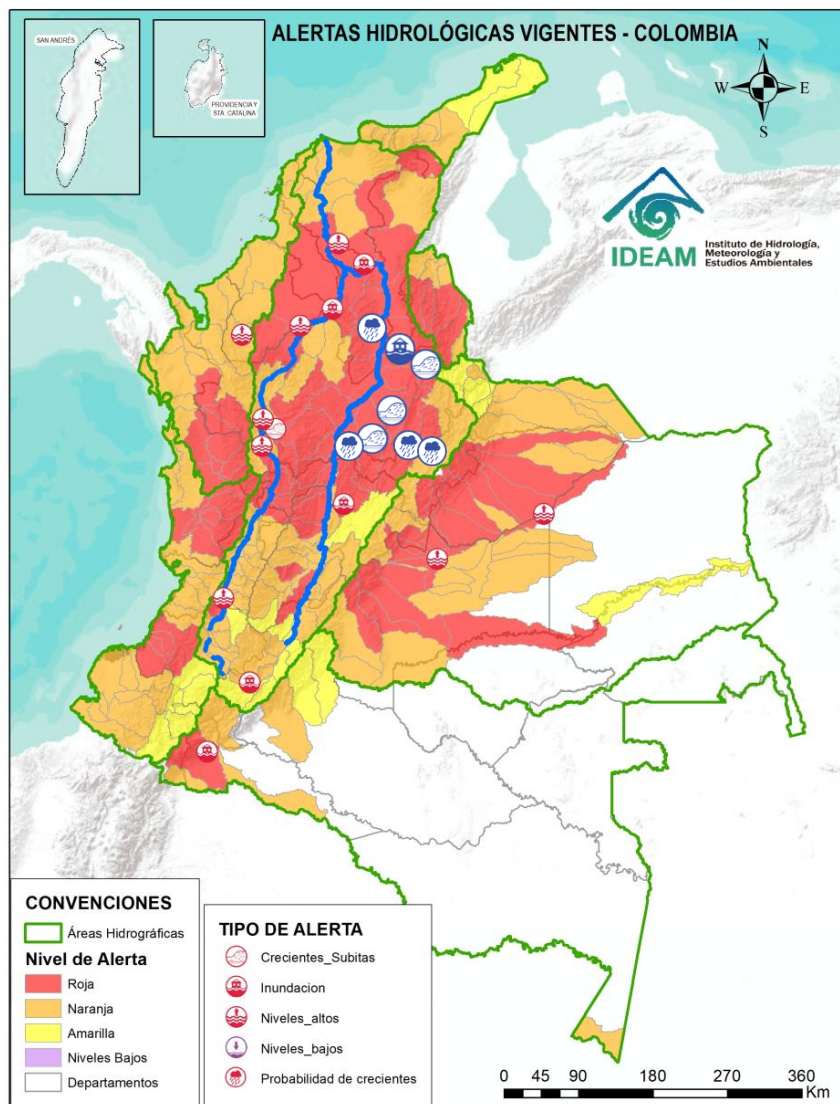 ALERTAS HIDROLÓGICAS VIGENTES - COLOMBIA
SAN ANDRÉS
PROVIDENCIA Y
STA. CATALINA
N
W
E
S
IDEAM
Instituto de Hidrología,
Meteorología y
Estudios Ambientales
CONVENCIONES
Áreas Hidrográficas
Nivel de Alerta
Roja
Naranja
Amarilla
Niveles Bajos
Departamentos
TIPO DE ALERTA
Crecientes_Subitas
Inundacion
Niveles_altos
Niveles_bajos
Probabilidad de crecientes
0 45 90 180 270 360
Km